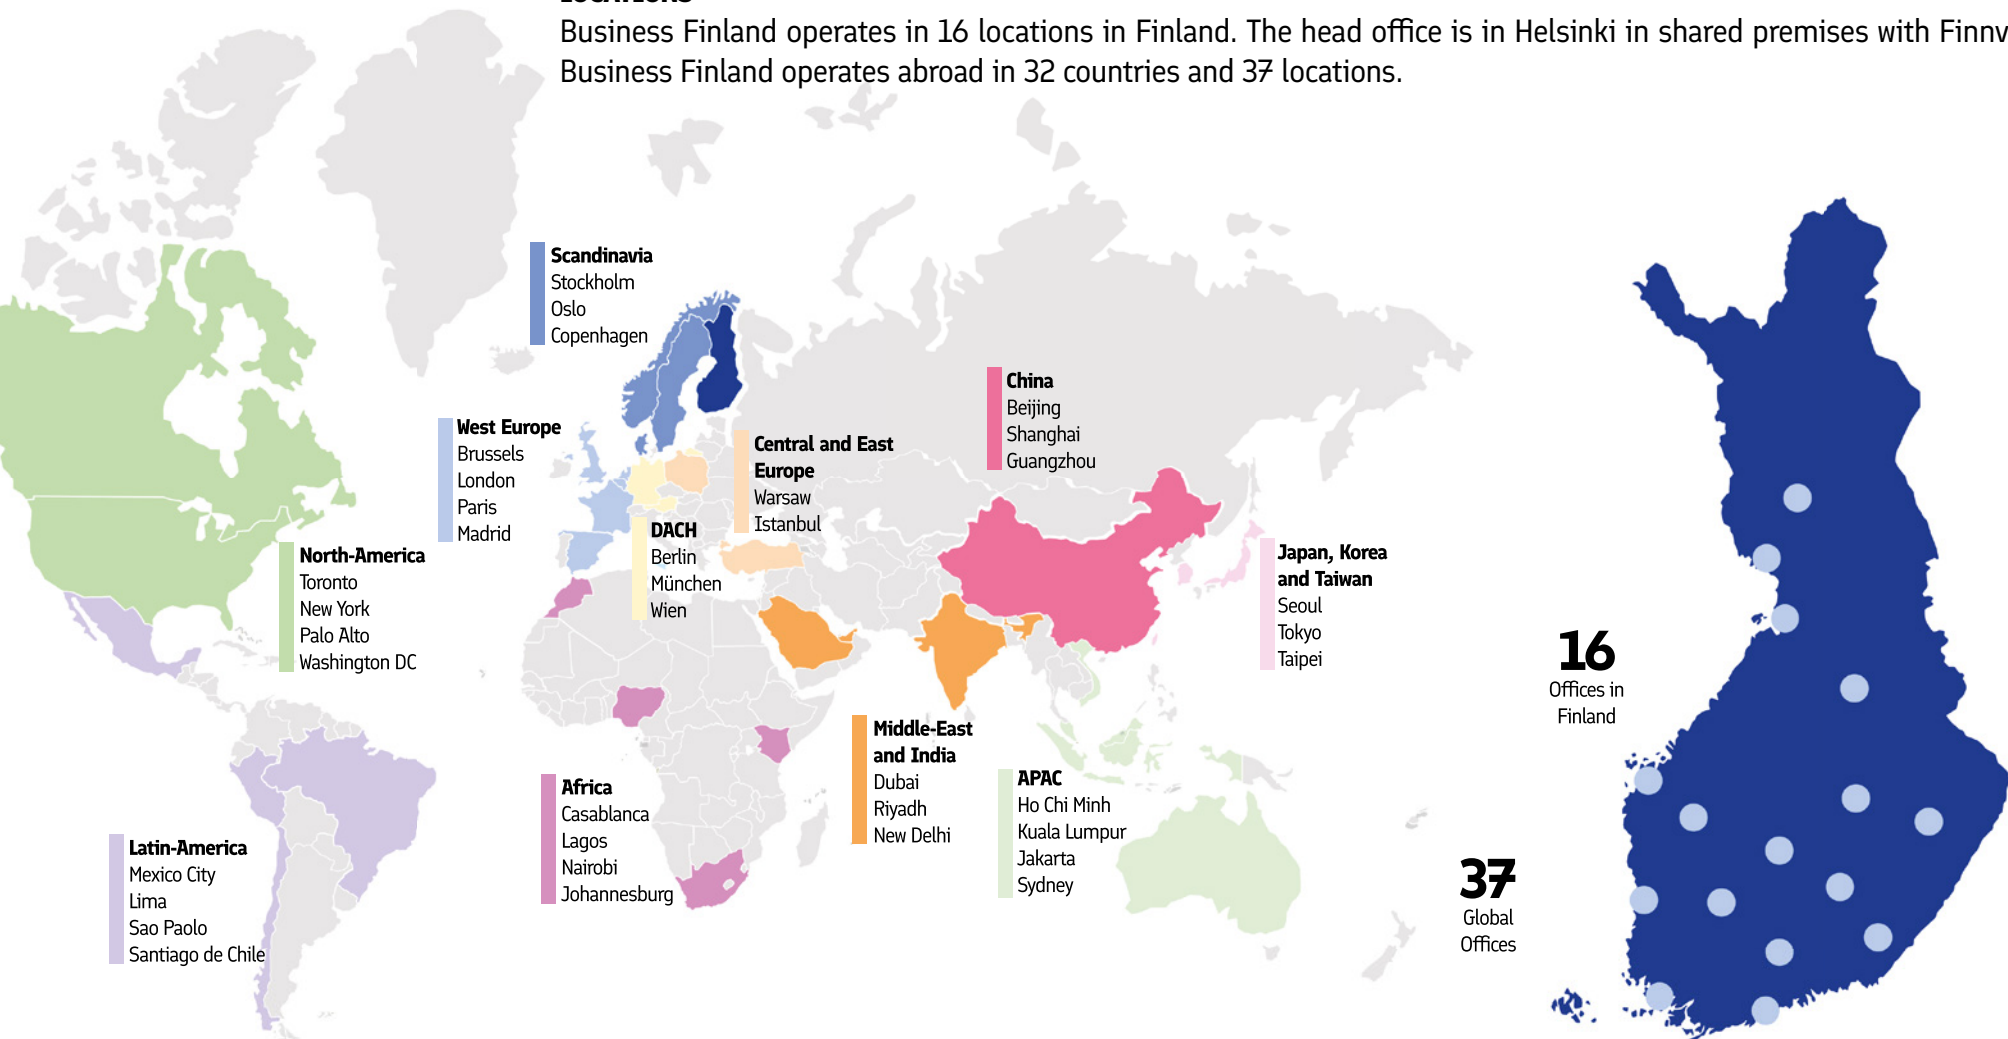 LOCATIONS
Business Finland operates in 16 locations in Finland. The head office is in Helsinki in shared premises with Finnv
Business Finland operates abroad in 32 countries and 37 locations.
Scandinavia
Stockholm
Oslo
Copenhagen
West Europe
Brussels
London
Paris
Madrid
Central and East
Europe
Warsaw
Istanbul
DACH
Berlin
München
Wien
China
Beijing
Shanghai
Guangzhou
Japan, Korea
and Taiwan
Seoul
Tokyo
Taipei
North-America
Toronto
New York
Palo Alto
Washington DC
Latin-America
Mexico City
Lima
Sao Paolo
Santiago de Chile
Africa
Casablanca
Lagos
Nairobi
Johannesburg
Middle-East
and India
Dubai
Riyadh
New Delhi
APAC
Ho Chi Minh
Kuala Lumpur
Jakarta
Sydney
16
Offices in
Finland
37
Global
Offices